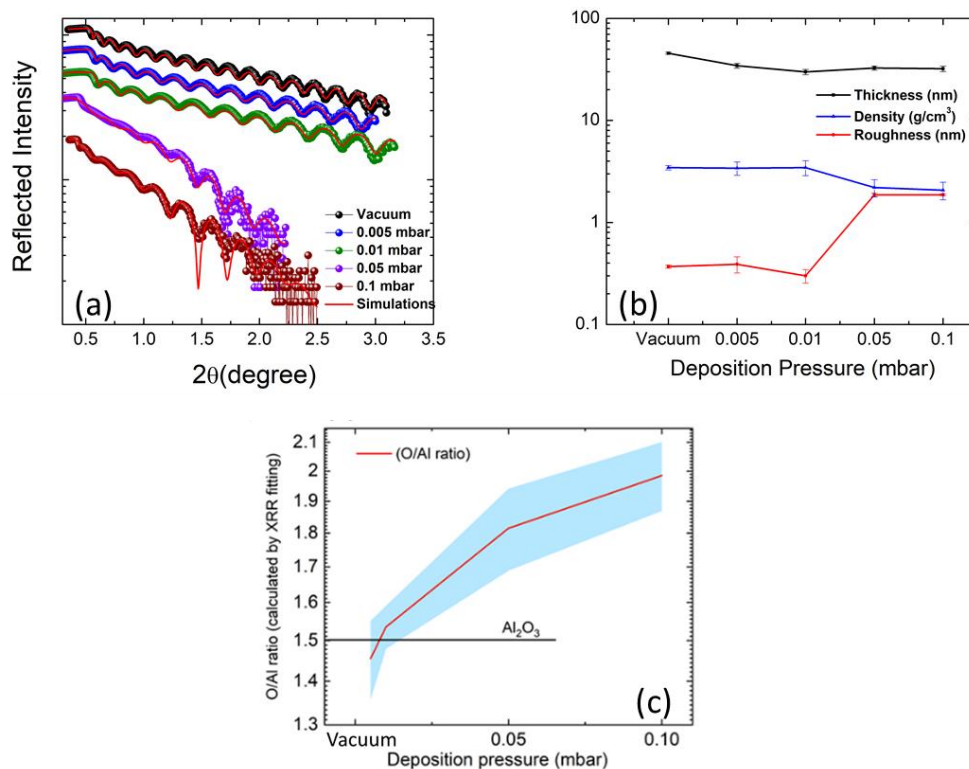 Reflected Intensity
Vacuum
0.005 mbar
0.01 mbar
0.05 mbar
0.1 mbar
Simulations
(a)
0.5 1.0 1.5 2.0 2.5 3.0 3.5
2θ(degree)
100
10
1
0.1
Thickness (nm)
Density (g/cm³)
Roughness (nm)
(b)
Vacuum 0.005 0.01 0.05 0.1
Deposition Pressure (mbar)
O/Al ratio (calculated by XRR fitting)
2.1
2
1.9
1.8
1.7
1.6
1.5
1.4
1.3
(O/Al ratio)
Al₂O₃
(c)
Vacuum 0.05 0.10
Deposition pressure (mbar)